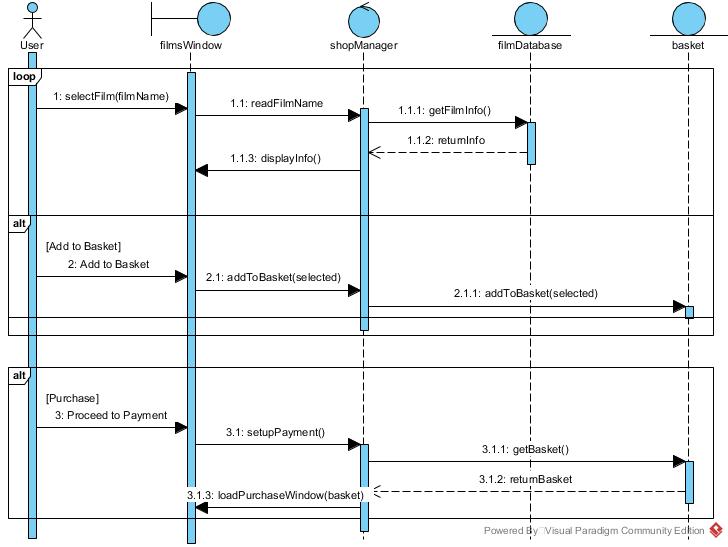 User
filmsWindow
shopManager
filmDatabase
basket
loop
1: selectFilm(filmName)
1.1: readFilmName
1.1.1: getFilmInfo()
1.1.2: returnInfo
1.1.3: displayInfo()
alt
[Add to Basket]
2: Add to Basket
2.1: addToBasket(selected)
2.1.1: addToBasket(selected)
alt
[Purchase]
3: Proceed to Payment
3.1: setupPayment()
3.1.1: getBasket()
3.1.2: returnBasket
3.1.3: loadPurchaseWindow(basket)
Powered By Visual Paradigm Community Edition